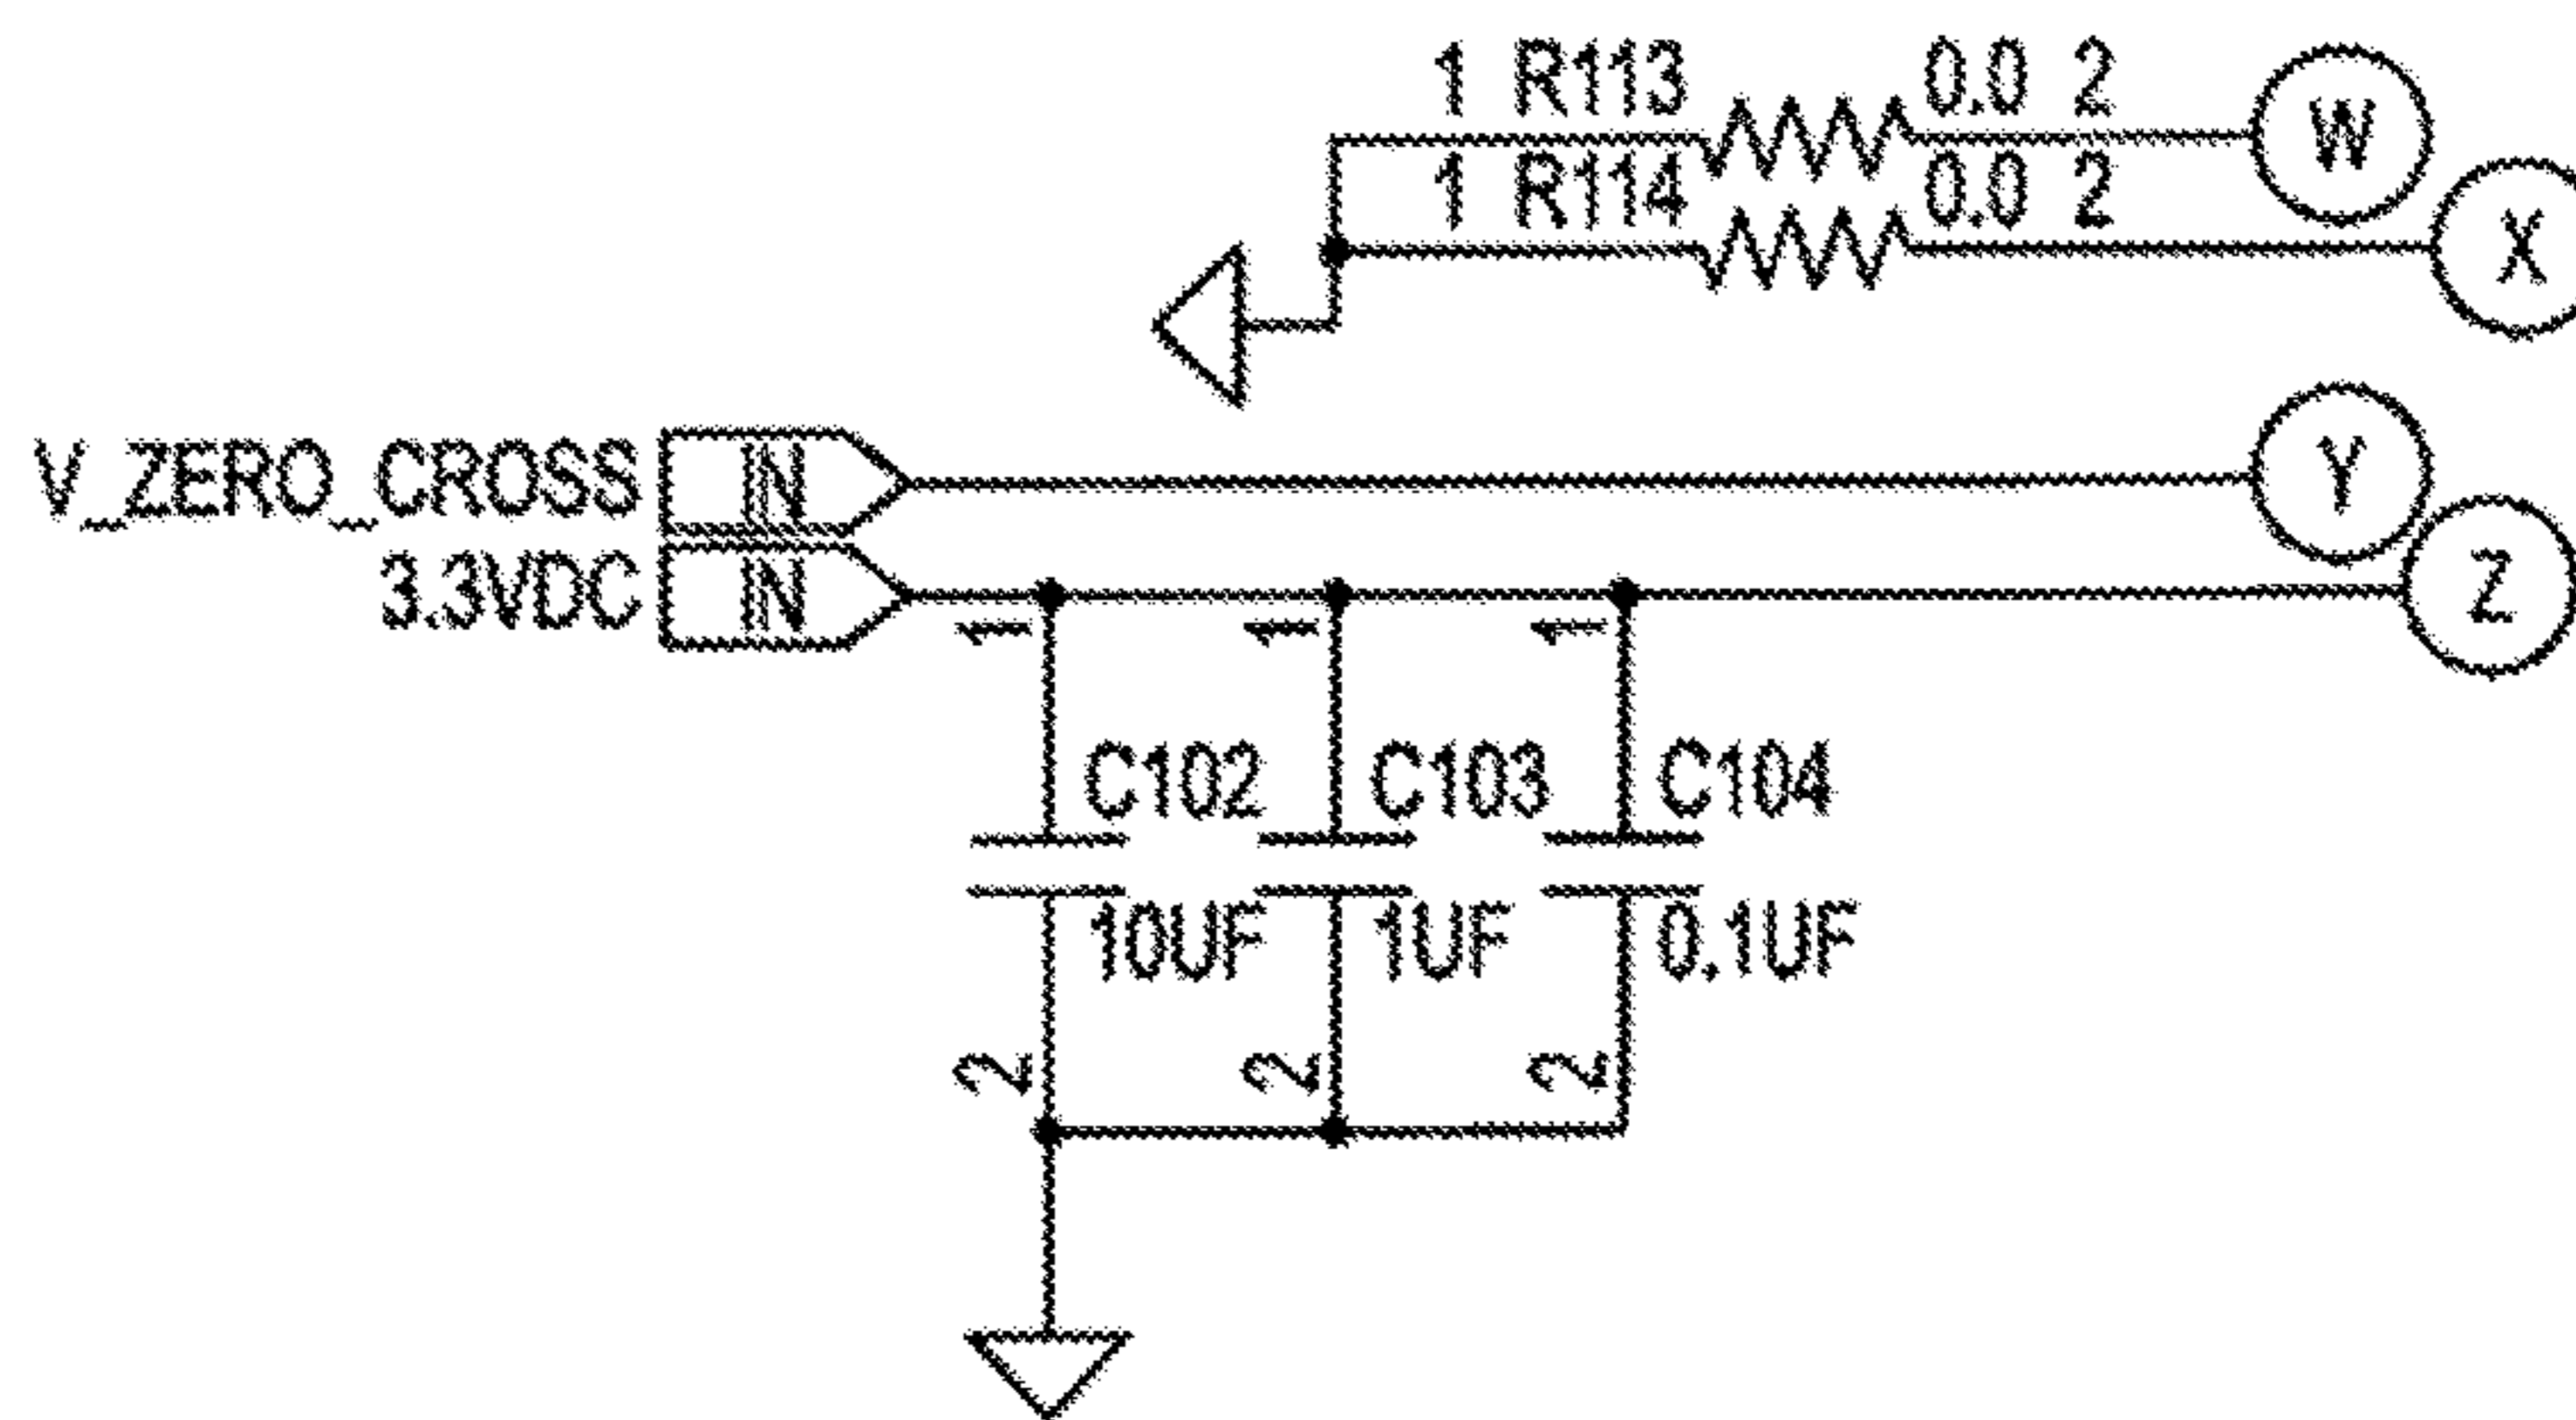 1 R113 0.0 2 W
1 R114 0.0 2 X
V_ZERO_CROSS IN Y
3.3VDC IN Z
1 1 1
C102 C103 C104
10UF 1UF 0.1UF
2 2 2